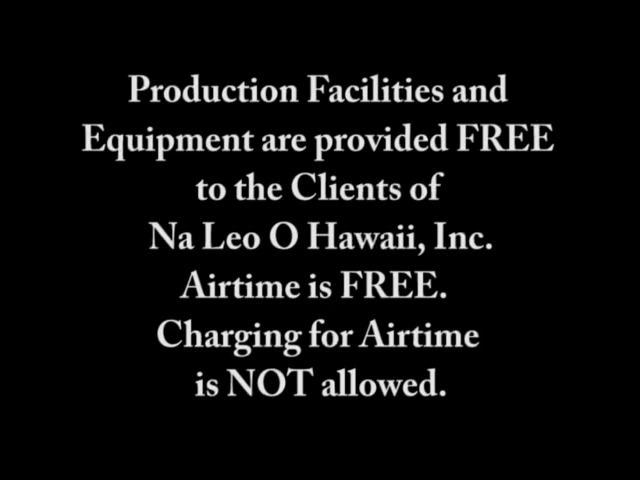 Production Facilities and
Equipment are provided FREE
to the Clients of
Na Leo O Hawaii, Inc.
Airtime is FREE.
Charging for Airtime
is NOT allowed.